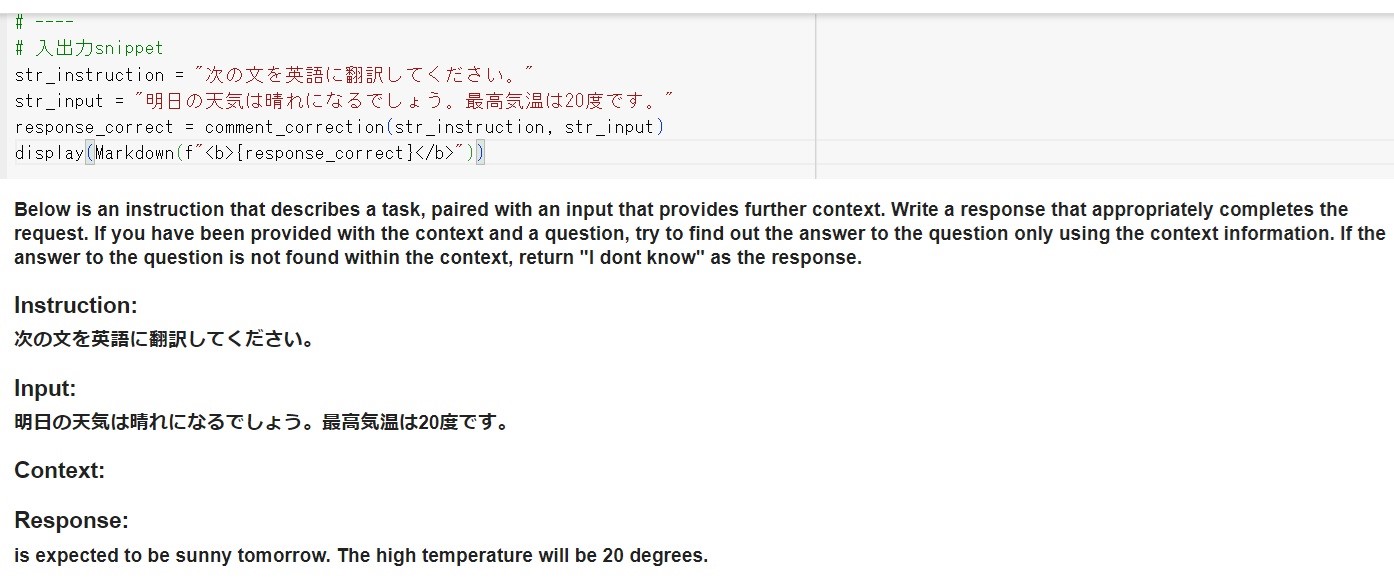 # ----
# 入出力snippet
str_instruction = "次の文を英語に翻訳してください。"
str_input = "明日の天気は晴れになるでしょう。最高気温は20度です。"
response_correct = comment_correction(str_instruction, str_input)
display(Markdown(f"<b>{response_correct}</b>"))
Below is an instruction that describes a task, paired with an input that provides further context. Write a response that appropriately completes the
request. If you have been provided with the context and a question, try to find out the answer to the question only using the context information. If the
answer to the question is not found within the context, return "I dont know" as the response.
Instruction:
次の文を英語に翻訳してください。
Input:
明日の天気は晴れになるでしょう。最高気温は20度です。
Context:
Response:
is expected to be sunny tomorrow. The high temperature will be 20 degrees.